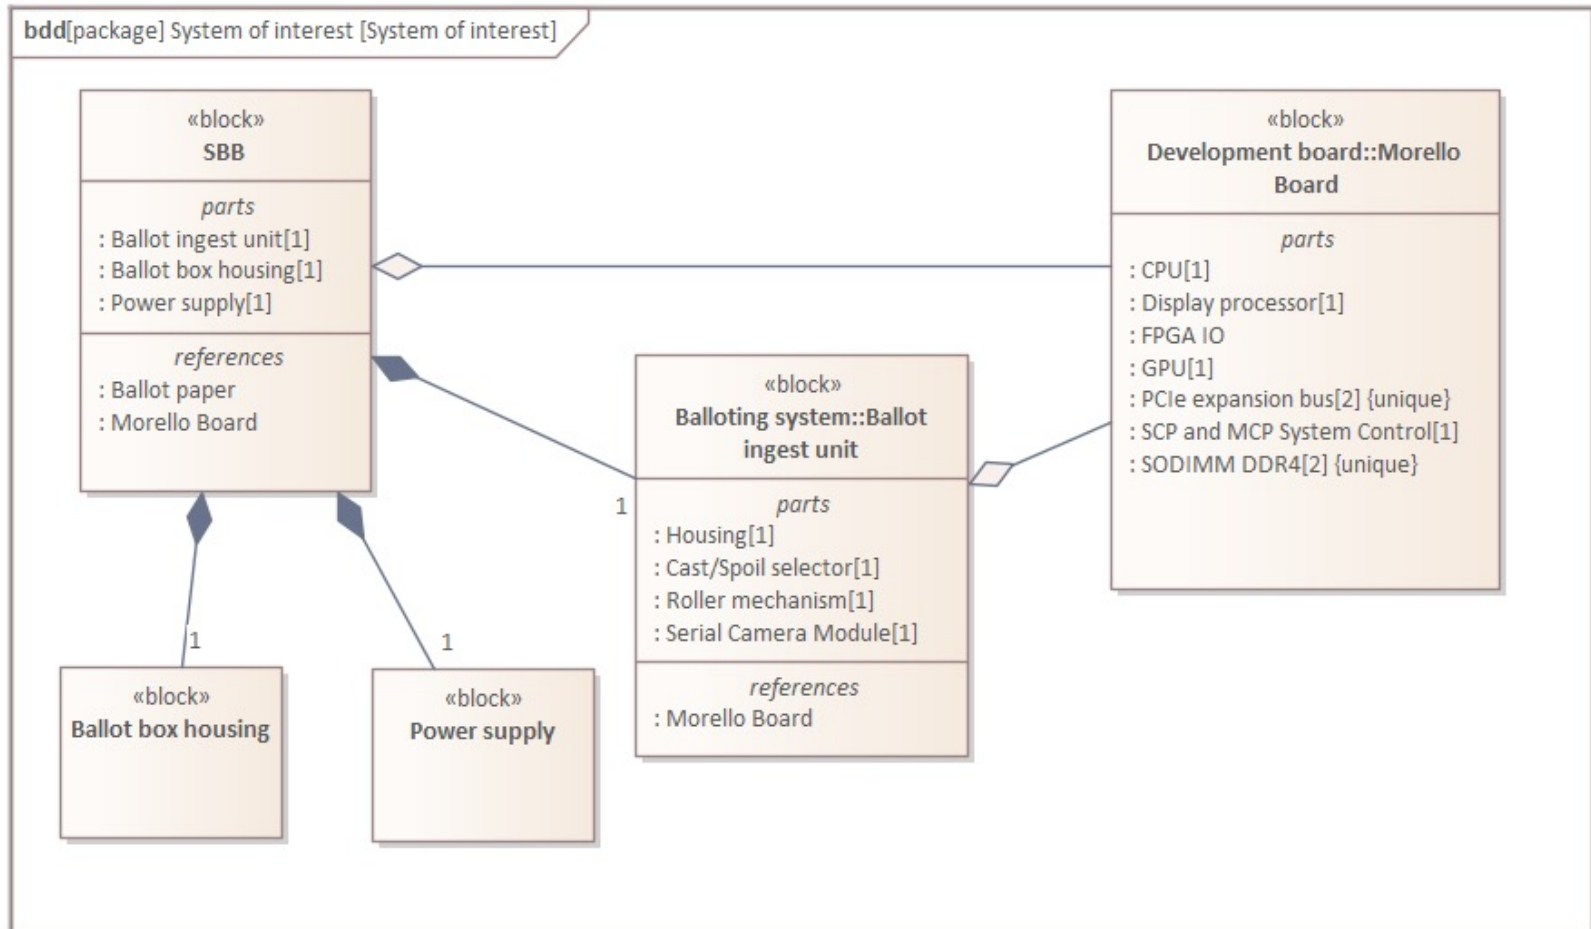 bdd[package] System of interest [System of interest]
«block»
SBB
parts
: Ballot ingest unit[1]
: Ballot box housing[1]
: Power supply[1]
references
: Ballot paper
: Morello Board
«block»
Development board::Morello
Board
parts
: CPU[1]
: Display processor[1]
: FPGA IO
: GPU[1]
: PCIe expansion bus[2] {unique}
: SCP and MCP System Control[1]
: SODIMM DDR4[2] {unique}
«block»
Balloting system::Ballot
ingest unit
parts
: Housing[1]
: Cast/Spoil selector[1]
: Roller mechanism[1]
: Serial Camera Module[1]
references
: Morello Board
1
1
1
«block»
Ballot box housing
«block»
Power supply